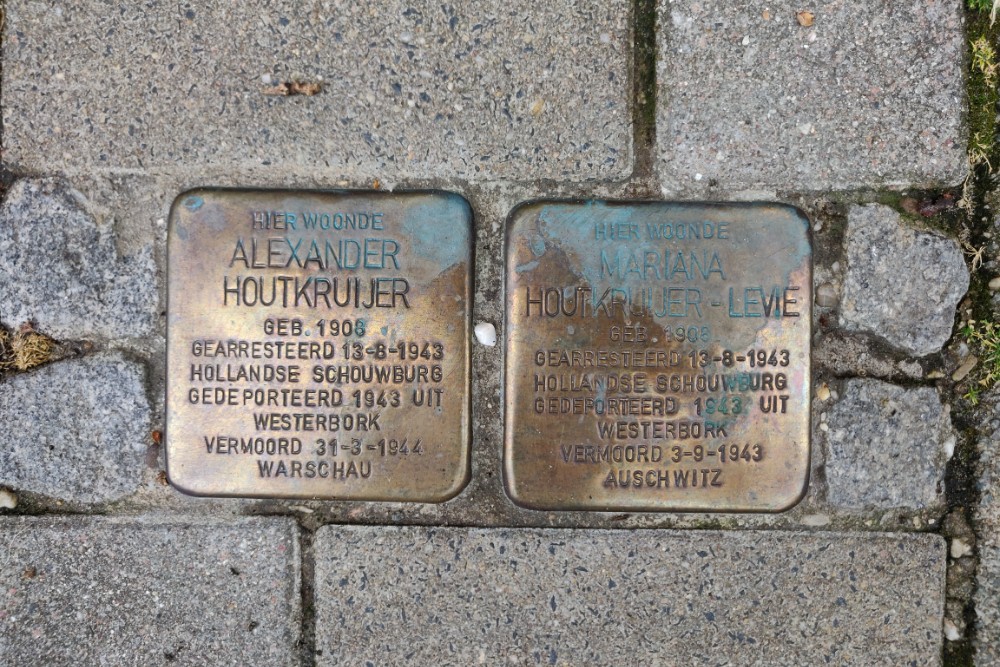 HIER WOONDE
ALEXANDER
HOUTKRUIJER
GEB. 1908
GEARRESTEERD 13-8-1943
HOLLANDSE SCHOUWBURG
GEDEPORTEERD 1943 UIT
WESTERBORK
VERMOORD 31-3-1944
WARSCHAU
HIER WOONDE
MARIANA
HOUTKRUIJER - LEVIE
GEB. 1908
GEARRESTEERD 13-8-1943
HOLLANDSE SCHOUWBURG
GEDEPORTEERD 1943 UIT
WESTERBORK
VERMOORD 3-9-1943
AUSCHWITZ